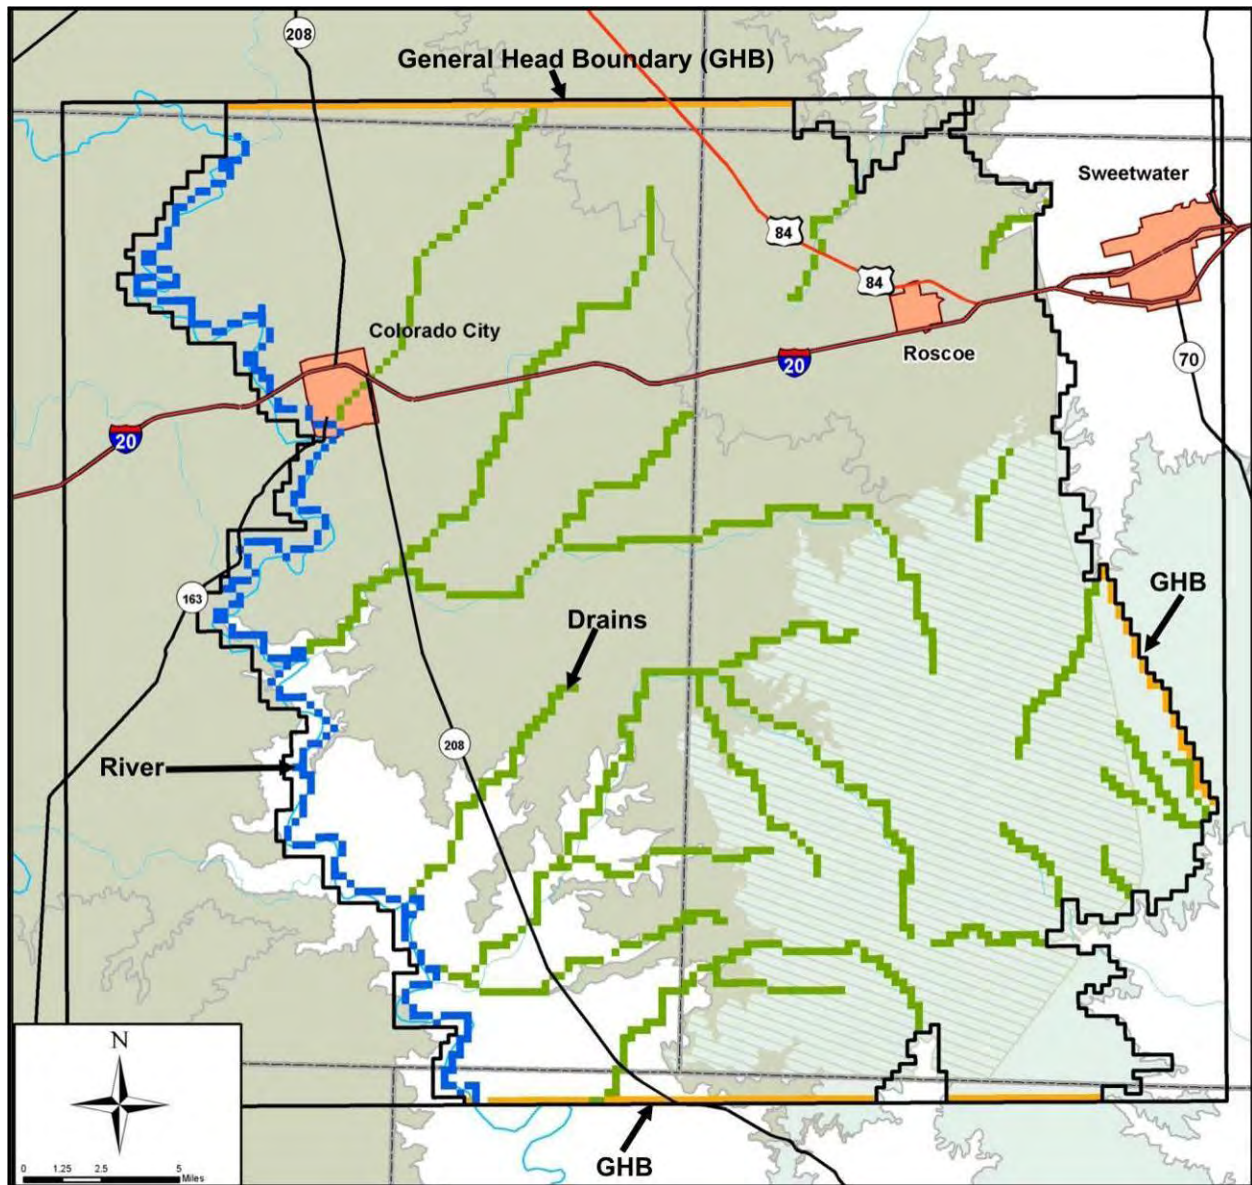 208
General Head Boundary (GHB)
Sweetwater
84
84
Colorado City
Roscoe
20
70
20
GHB
163
Drains
208
River
N
0 1.25 2.5 5
Miles
GHB